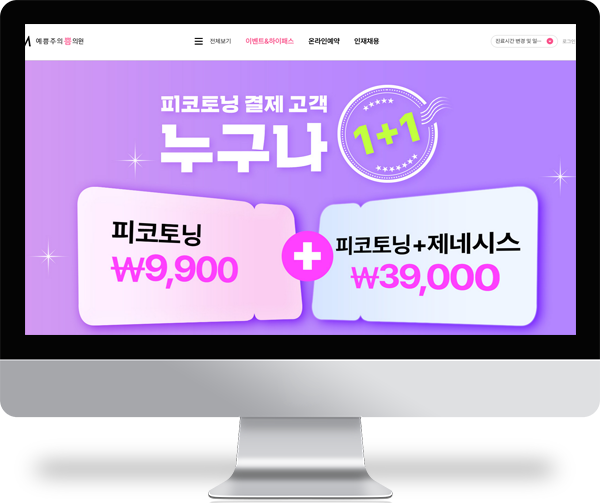 예쁨주의쁨의원
전체보기
이벤트&하이패스
온라인예약
인재채용
진료시간 변경 및 일…
로그인
피코토닝 결제 고객
누구나
1+1
피코토닝
₩9,900
피코토닝+제네시스
₩39,000